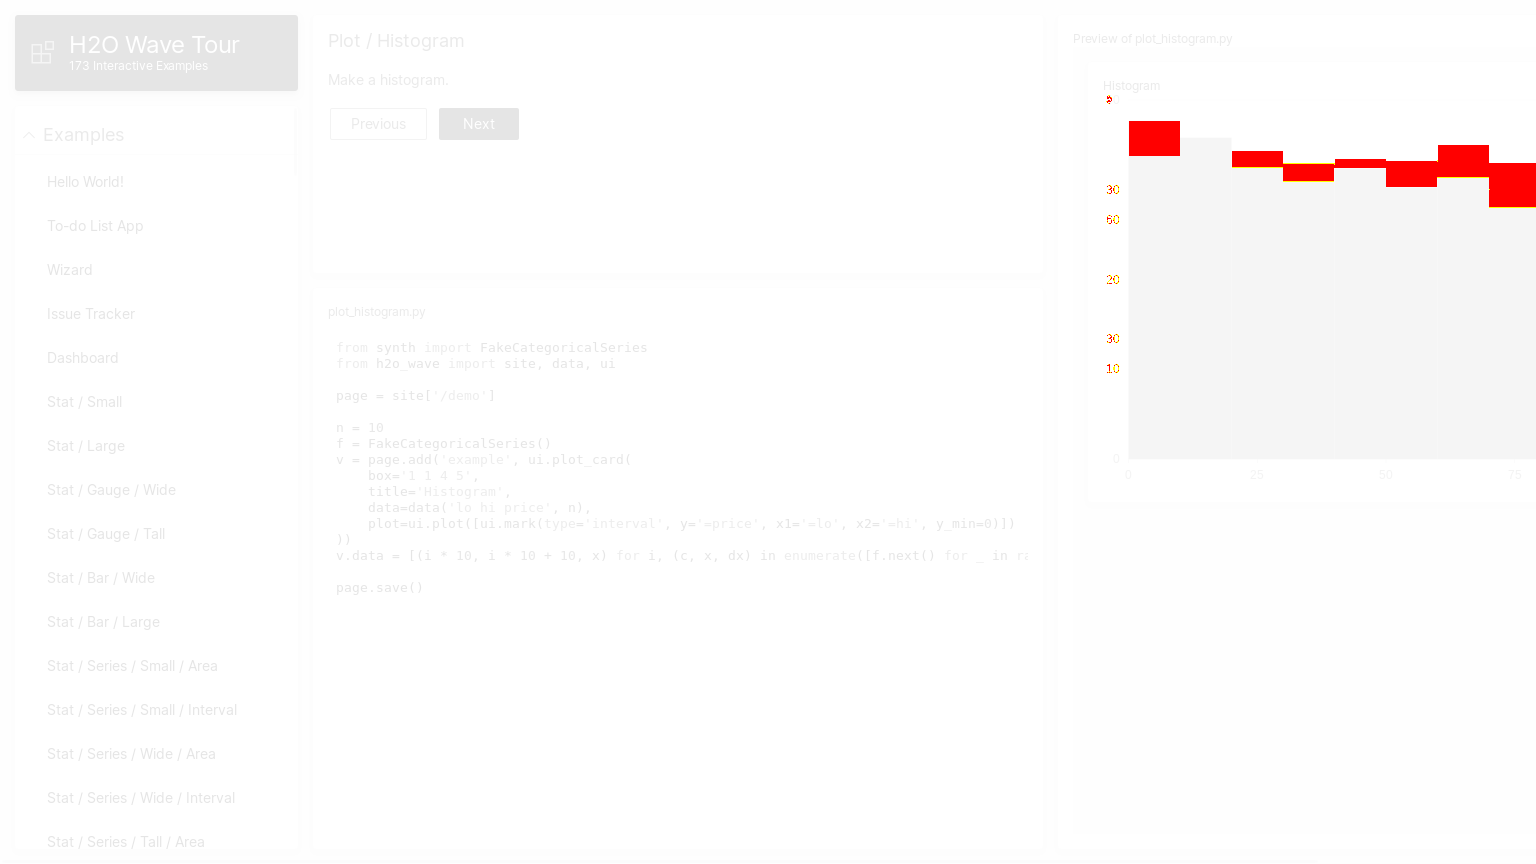 H2O Wave Tour
173 Interactive Examples
Examples
Hello World!
To-do List App
Wizard
Issue Tracker
Dashboard
Stat / Small
Stat / Large
Stat / Gauge / Wide
Stat / Gauge / Tall
Stat / Bar / Wide
Stat / Bar / Large
Stat / Series / Small / Area
Stat / Series / Small / Interval
Stat / Series / Wide / Area
Stat / Series / Wide / Interval
Stat / Series / Tall / Area
Plot / Histogram
Make a histogram.
Previous
Next
plot_histogram.py
from synth import FakeCategoricalSeries
from h2o_wave import site, data, ui
page = site['/demo']
n = 10
f = FakeCategoricalSeries()
v = page.add('example', ui.plot_card(
box='1 1 4 5',
title='Histogram',
data=data('lo hi price', n),
plot=ui.plot([ui.mark(type='interval', y='=price', x1='=lo', x2='=hi', y_min=0)])
))
v.data = [(i * 10, i * 10 + 10, x) for i, (c, x, dx) in enumerate([f.next() for _ in
page.save()
Preview of plot_histogram.py
Histogram
0
0
25
50
75